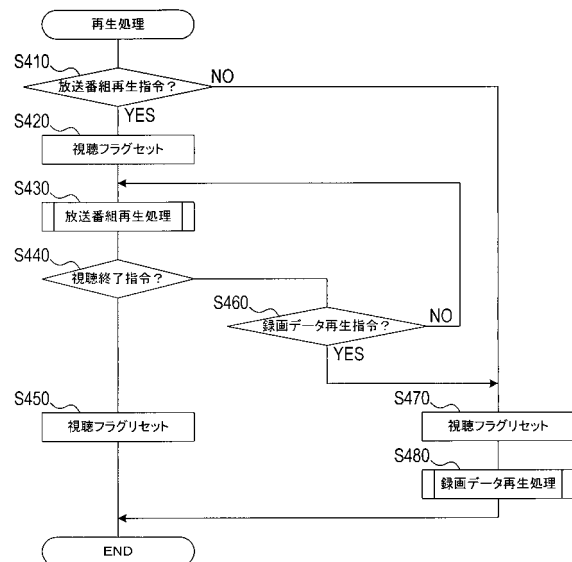 再生処理
S410
放送番組再生指令？
NO
YES
S420
視聴フラグセット
S430
放送番組再生処理
S440
視聴終了指令？
S460
録画データ再生指令？
NO
YES
S450
視聴フラグリセット
S470
視聴フラグリセット
S480
録画データ再生処理
END